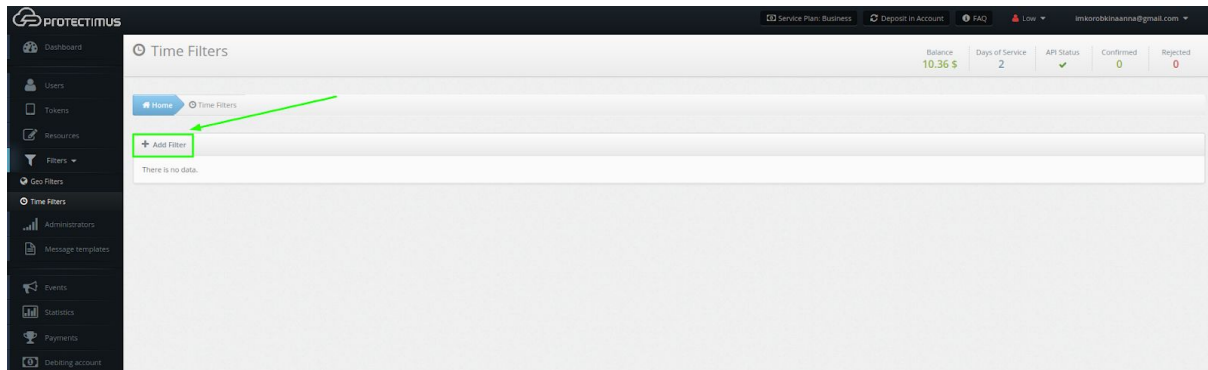 PROTECTIMUS
Service Plan: Business
Deposit in Account
FAQ
Low
imkorobkinaanna@gmail.com
Dashboard
Users
Tokens
Resources
Filters
Geo Filters
Time Filters
Administrators
Message templates
Events
Statistics
Payments
Debiting account
Time Filters
Balance
10.36 $
Days of Service
2
API Status
Confirmed
0
Rejected
0
Home
Time Filters
Add Filter
There is no data.